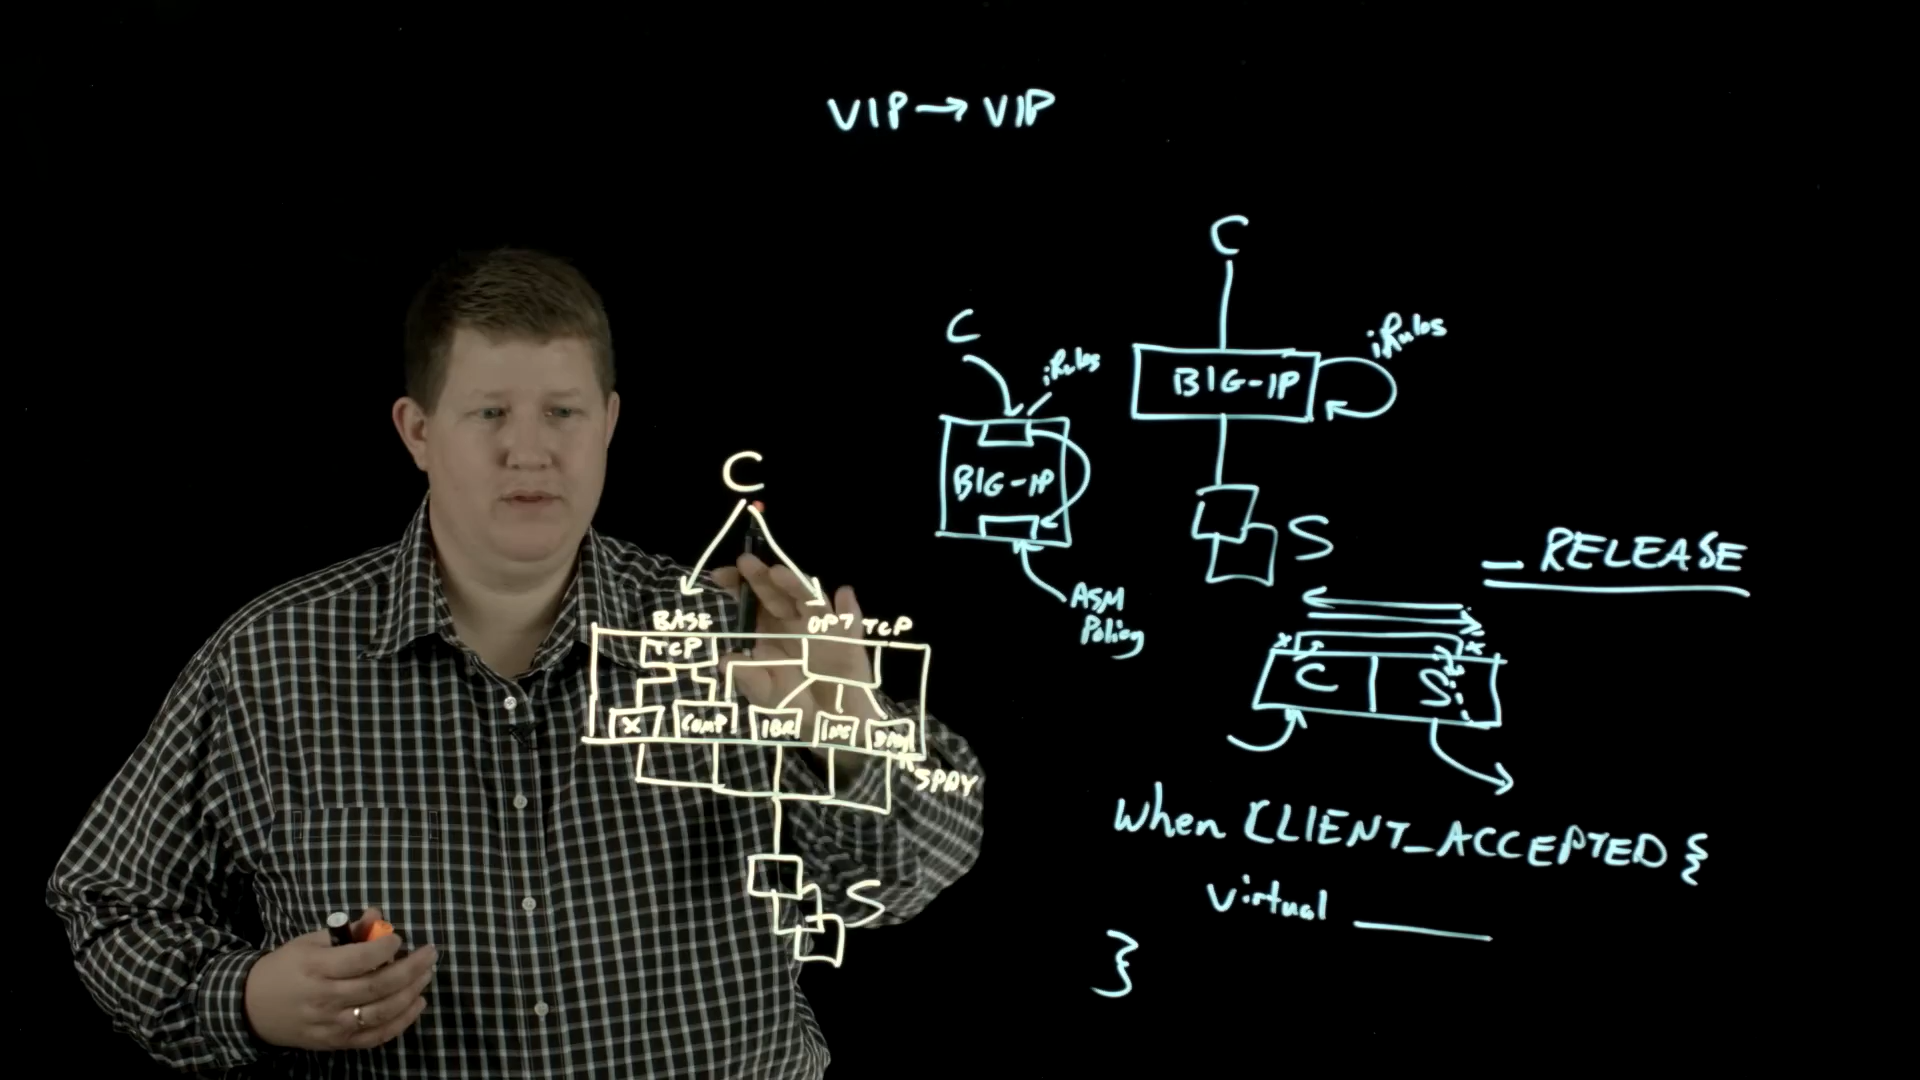 VIP → VIP
C
iRules
BIG-IP
S
C
iRules
BIG-IP
ASM
Policy
C
BASE
TCP
OPT TCP
X
COMP
IBR
SPDY
S
RELEASE
C
S
x
x
when CLIENT_ACCEPTED {
virtual ____
}